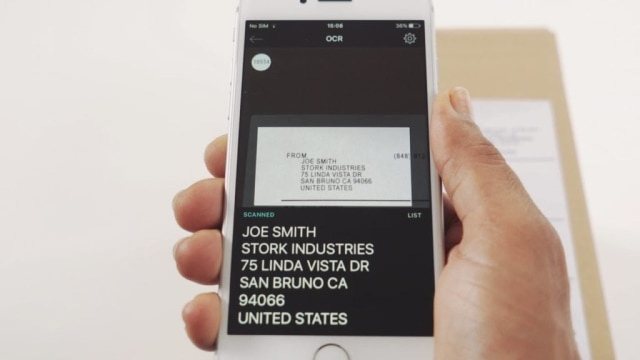 No SIM
16:08
36%
OCR
FROM
JOE SMITH
STORK INDUSTRIES
75 LINDA VISTA DR
SAN BRUNO CA 94066
UNITED STATES
SCANNED
LIST
JOE SMITH
STORK INDUSTRIES
75 LINDA VISTA DR
SAN BRUNO CA
94066
UNITED STATES